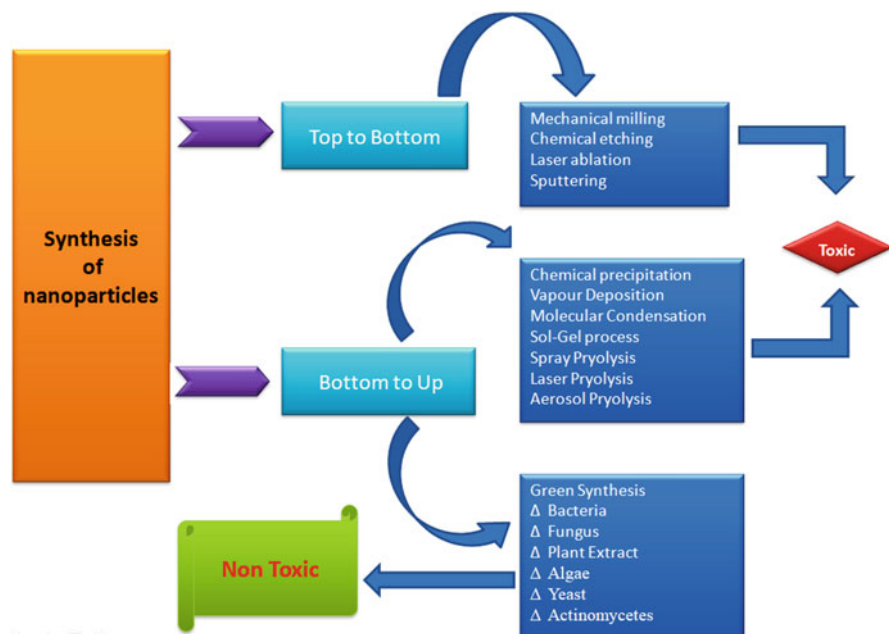 Synthesis
of
nanoparticles
Top to Bottom
Mechanical milling
Chemical etching
Laser ablation
Sputtering
Toxic
Bottom to Up
Chemical precipitation
Vapour Deposition
Molecular Condensation
Sol-Gel process
Spray Pryolysis
Laser Pryolysis
Aerosol Pryolysis
Green Synthesis
Δ Bacteria
Δ Fungus
Δ Plant Extract
Δ Algae
Δ Yeast
Δ Actinomycetes
Non Toxic